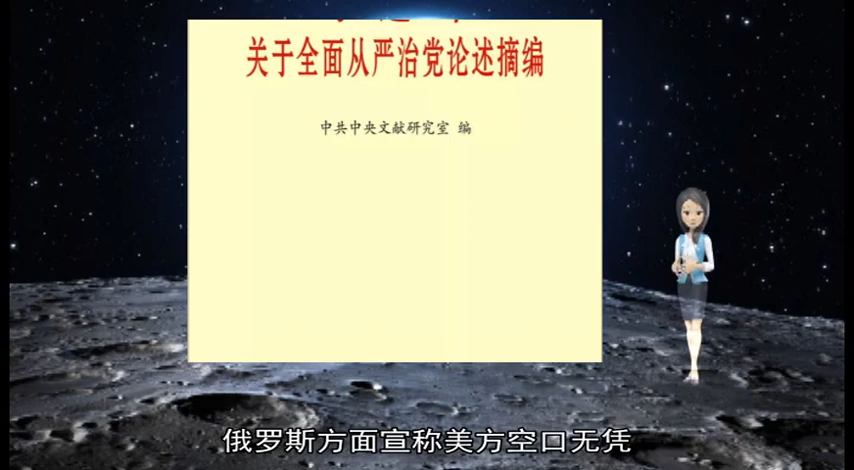 关于全面从严治党论述摘编
中共中央文献研究室 编
俄罗斯方面宣称美方空口无凭